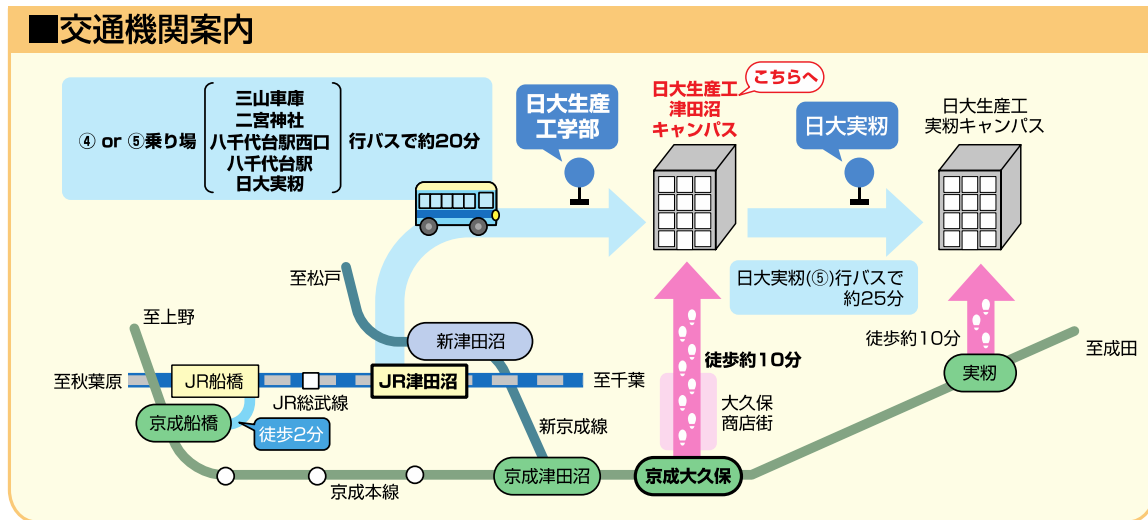 ■交通機関案内
④ or ⑤乗り場
三山車庫
二宮神社
八千代台駅西口
八千代台駅
日大実籾
行バスで約20分
日大生産
工学部
日大生産工
津田沼
キャンパス
こちらへ
日大実籾
日大生産工
実籾キャンパス
日大実籾(⑤)行バスで
約25分
至松戸
至上野
新津田沼
徒歩約10分
徒歩約10分
至成田
至秋葉原
JR船橋
JR総武線
JR津田沼
至千葉
実籾
京成船橋
徒歩2分
新京成線
大久保
商店街
京成本線
京成津田沼
京成大久保